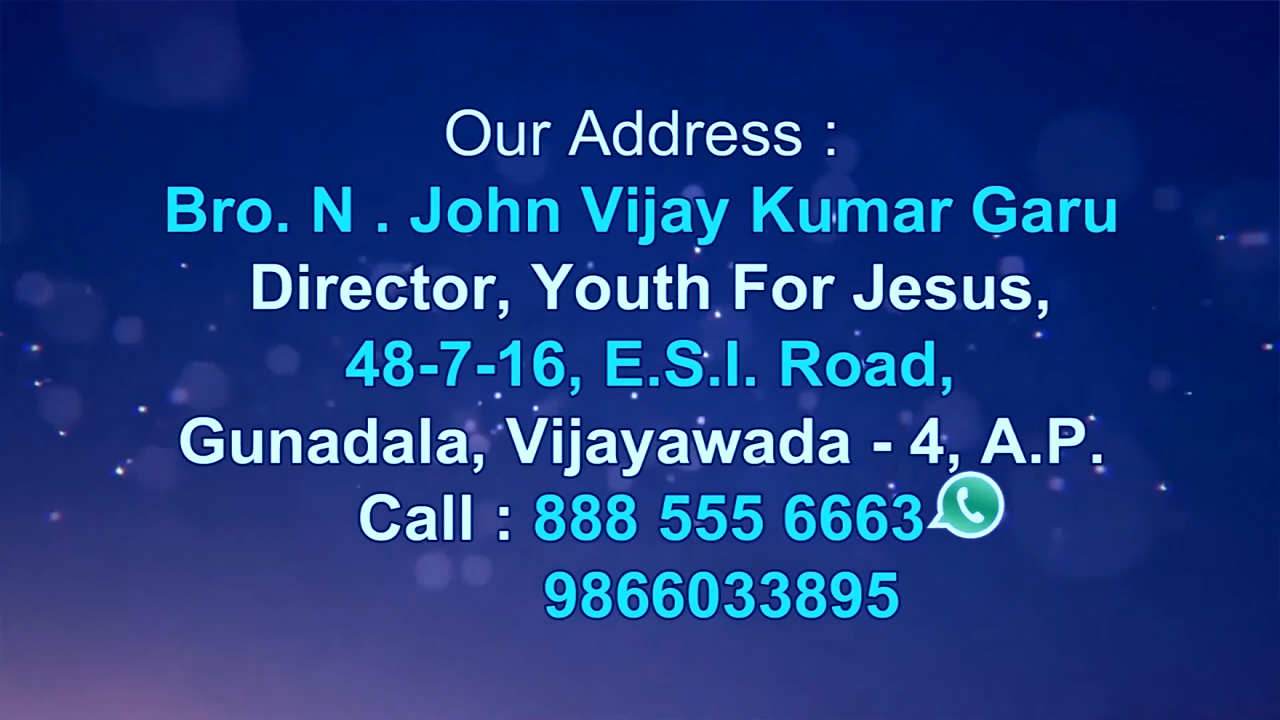 Our Address :
Bro. N . John Vijay Kumar Garu
Director, Youth For Jesus,
48-7-16, E.S.I. Road,
Gunadala, Vijayawada - 4, A.P.
Call : 888 555 6663
9866033895